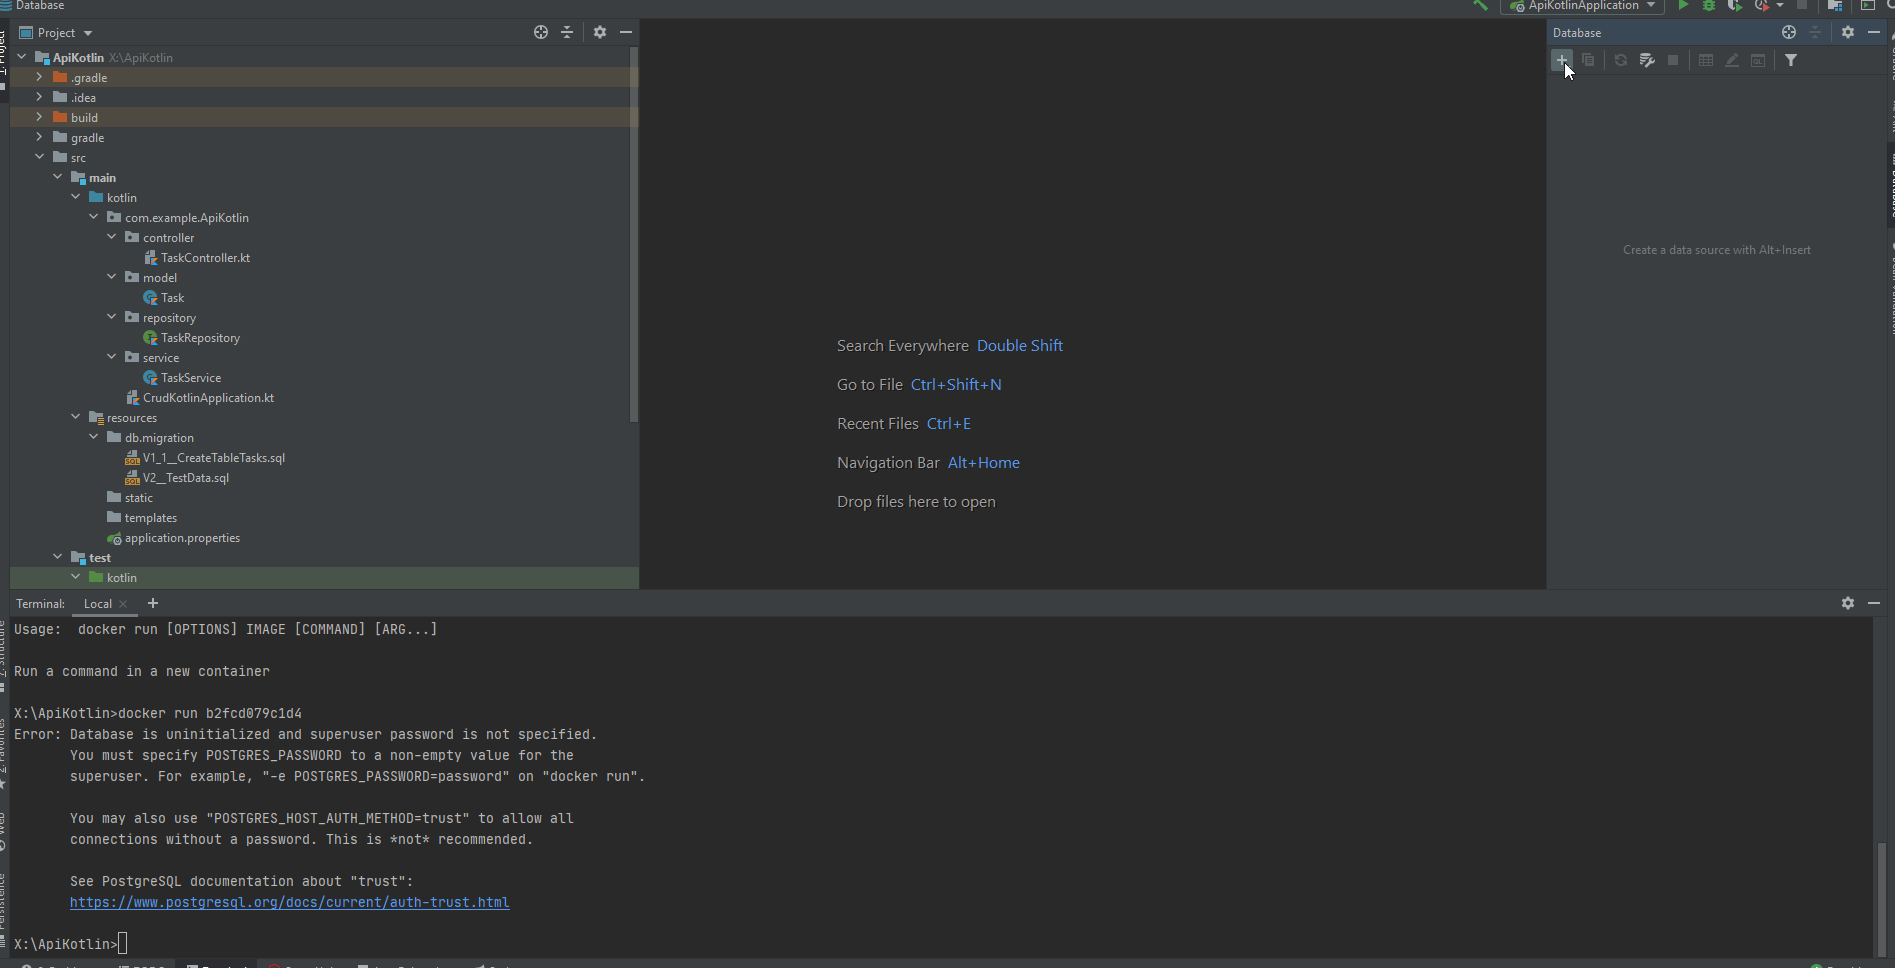 Database
ApiKotlinApplication
Project
ApiKotlin X:\ApiKotlin
.gradle
.idea
build
gradle
src
main
kotlin
com.example.ApiKotlin
controller
TaskController.kt
model
Task
repository
TaskRepository
service
TaskService
CrudKotlinApplication.kt
resources
db.migration
V1_1__CreateTableTasks.sql
V2__TestData.sql
static
templates
application.properties
test
kotlin
Search Everywhere Double Shift
Go to File Ctrl+Shift+N
Recent Files Ctrl+E
Navigation Bar Alt+Home
Drop files here to open
Database
Create a data source with Alt+Insert
Terminal: Local
Usage:  docker run [OPTIONS] IMAGE [COMMAND] [ARG...]
Run a command in a new container
X:\ApiKotlin>docker run b2fcd079c1d4
Error: Database is uninitialized and superuser password is not specified.
You must specify POSTGRES_PASSWORD to a non-empty value for the
superuser. For example, "-e POSTGRES_PASSWORD=password" on "docker run".
You may also use "POSTGRES_HOST_AUTH_METHOD=trust" to allow all
connections without a password. This is *not* recommended.
See PostgreSQL documentation about "trust":
https://www.postgresql.org/docs/current/auth-trust.html
X:\ApiKotlin>